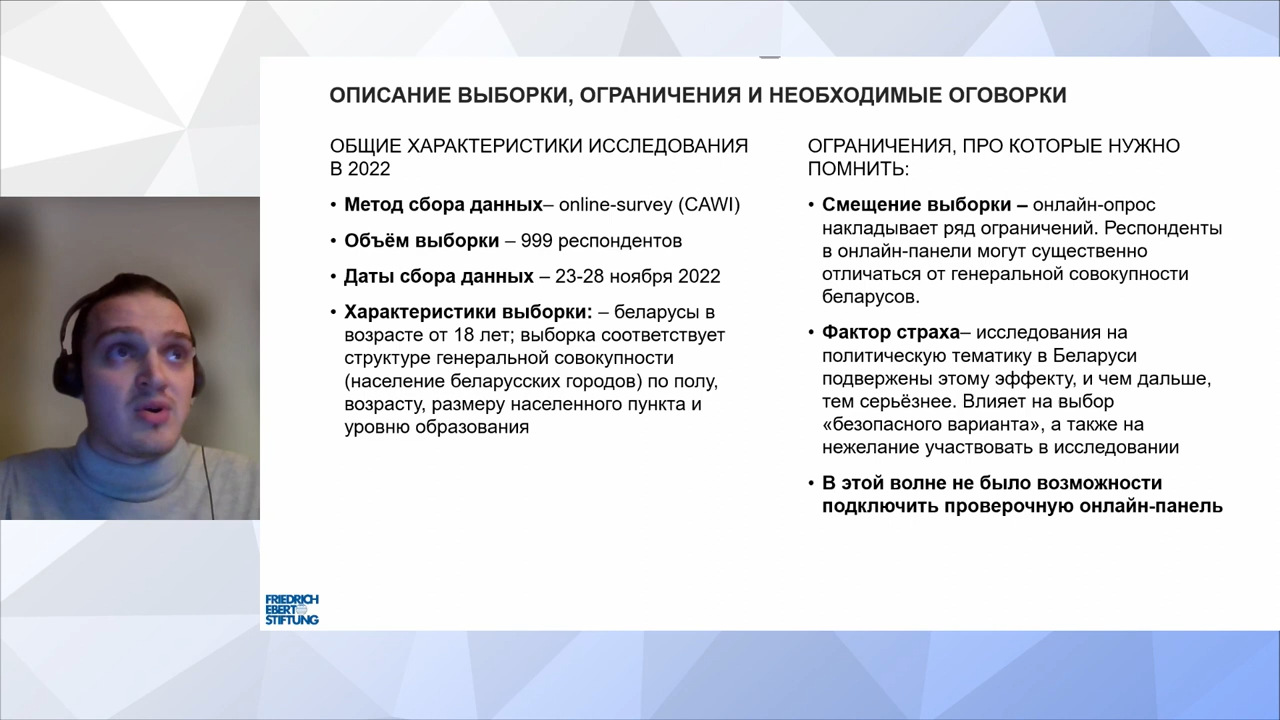 ОПИСАНИЕ ВЫБОРКИ, ОГРАНИЧЕНИЯ И НЕОБХОДИМЫЕ ОГОВОРКИ
ОБЩИЕ ХАРАКТЕРИСТИКИ ИССЛЕДОВАНИЯ
В 2022
• Метод сбора данных– online-survey (CAWI)
• Объём выборки – 999 респондентов
• Даты сбора данных – 23-28 ноября 2022
• Характеристики выборки: – беларусы в
возрасте от 18 лет; выборка соответствует
структуре генеральной совокупности
(население беларусских городов) по полу,
возрасту, размеру населенного пункта и
уровню образования
ОГРАНИЧЕНИЯ, ПРО КОТОРЫЕ НУЖНО
ПОМНИТЬ:
• Смещение выборки – онлайн-опрос
накладывает ряд ограничений. Респонденты
в онлайн-панели могут существенно
отличаться от генеральной совокупности
беларусов.
• Фактор страха– исследования на
политическую тематику в Беларуси
подвержены этому эффекту, и чем дальше,
тем серьёзнее. Влияет на выбор
«безопасного варианта», а также на
нежелание участвовать в исследовании
• В этой волне не было возможности
подключить проверочную онлайн-панель
FRIEDRICH
EBERT
STIFTUNG